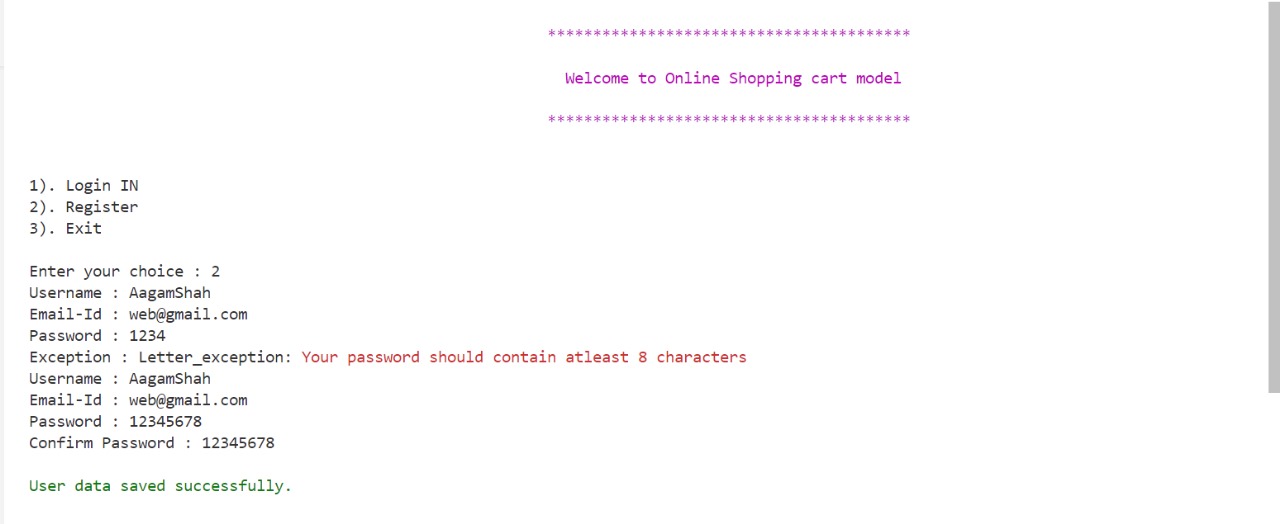 ****************************************
Welcome to Online Shopping cart model
****************************************
1). Login IN
2). Register
3). Exit
Enter your choice : 2
Username : AagamShah
Email-Id : web@gmail.com
Password : 1234
Exception : Letter_exception: Your password should contain atleast 8 characters
Username : AagamShah
Email-Id : web@gmail.com
Password : 12345678
Confirm Password : 12345678
User data saved successfully.